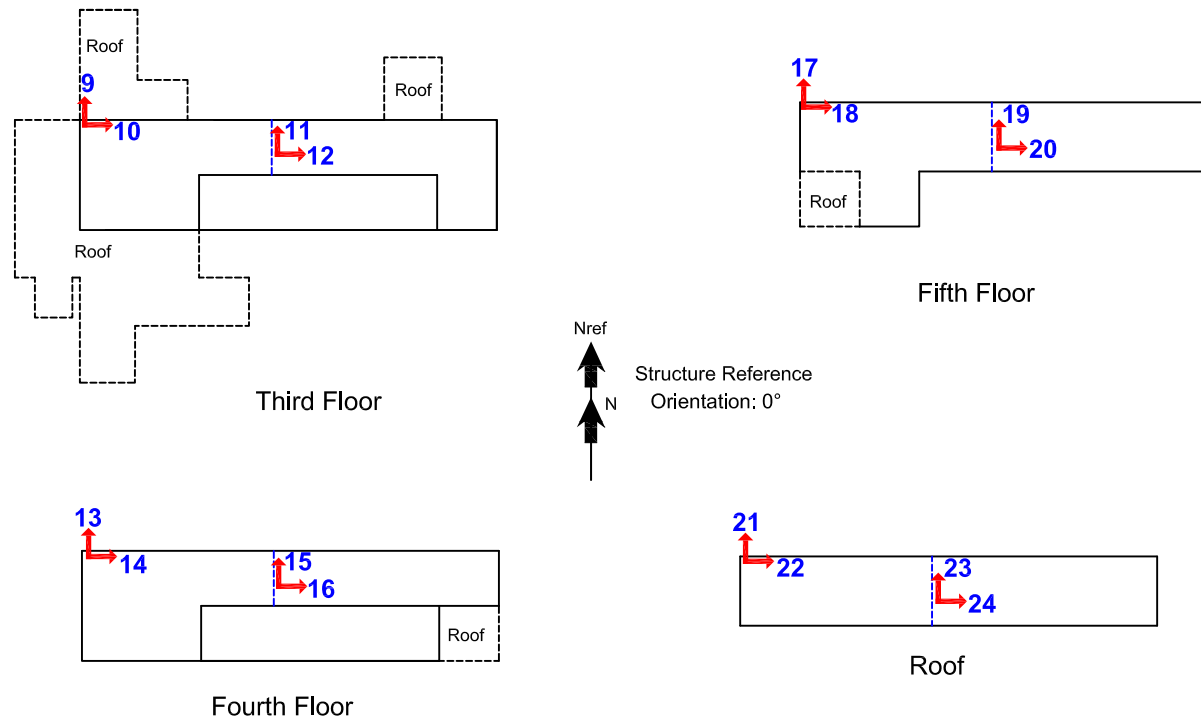 Roof
Roof
9
10
11
12
Roof
Third Floor
17
18
19
20
Roof
Fifth Floor
Nref
N
Structure Reference
Orientation: 0°
13
14
15
16
Roof
Fourth Floor
21
22
23
24
Roof